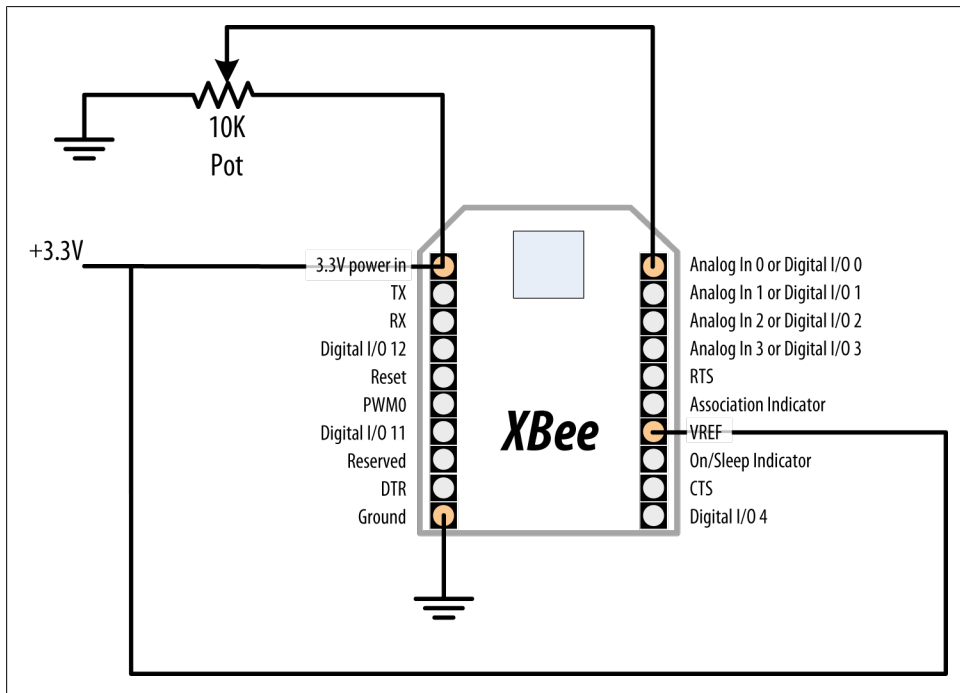 10K
Pot
+3.3V
3.3V power in
TX
RX
Digital I/O 12
Reset
PWM0
Digital I/O 11
Reserved
DTR
Ground
XBee
Analog In 0 or Digital I/O 0
Analog In 1 or Digital I/O 1
Analog In 2 or Digital I/O 2
Analog In 3 or Digital I/O 3
RTS
Association Indicator
VREF
On/Sleep Indicator
CTS
Digital I/O 4